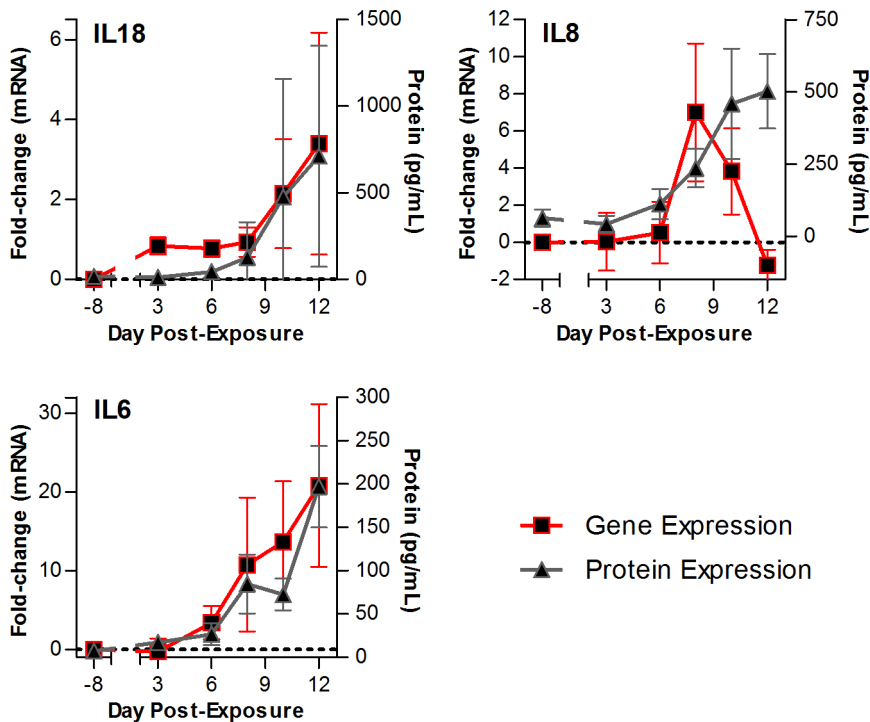 IL18
Fold-change (mRNA)
6
4
2
0
1500
1000
500
0
Protein (pg/mL)
-8 3 6 9 12
Day Post-Exposure
IL8
Fold-change (mRNA)
12
10
8
6
4
2
0
-2
750
500
250
0
Protein (pg/mL)
-8 3 6 9 12
Day Post-Exposure
IL6
Fold-change (mRNA)
30
20
10
0
300
250
200
150
100
50
0
Protein (pg/mL)
-8 3 6 9 12
Day Post-Exposure
Gene Expression
Protein Expression